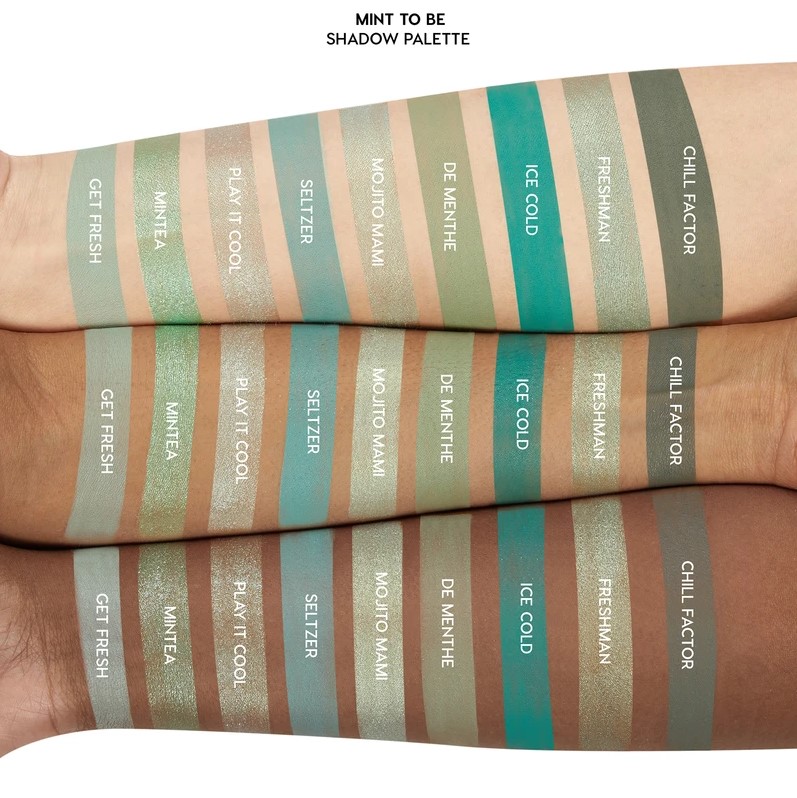 MINT TO BE
SHADOW PALETTE
GET FRESH
MINTEA
PLAY IT COOL
SELTZER
MOJITO MAMI
DE MENTHE
ICE COLD
FRESHMAN
CHILL FACTOR
GET FRESH
MINTEA
PLAY IT COOL
SELTZER
MOJITO MAMI
DE MENTHE
ICE COLD
FRESHMAN
CHILL FACTOR
GET FRESH
MINTEA
PLAY IT COOL
SELTZER
MOJITO MAMI
DE MENTHE
ICE COLD
FRESHMAN
CHILL FACTOR